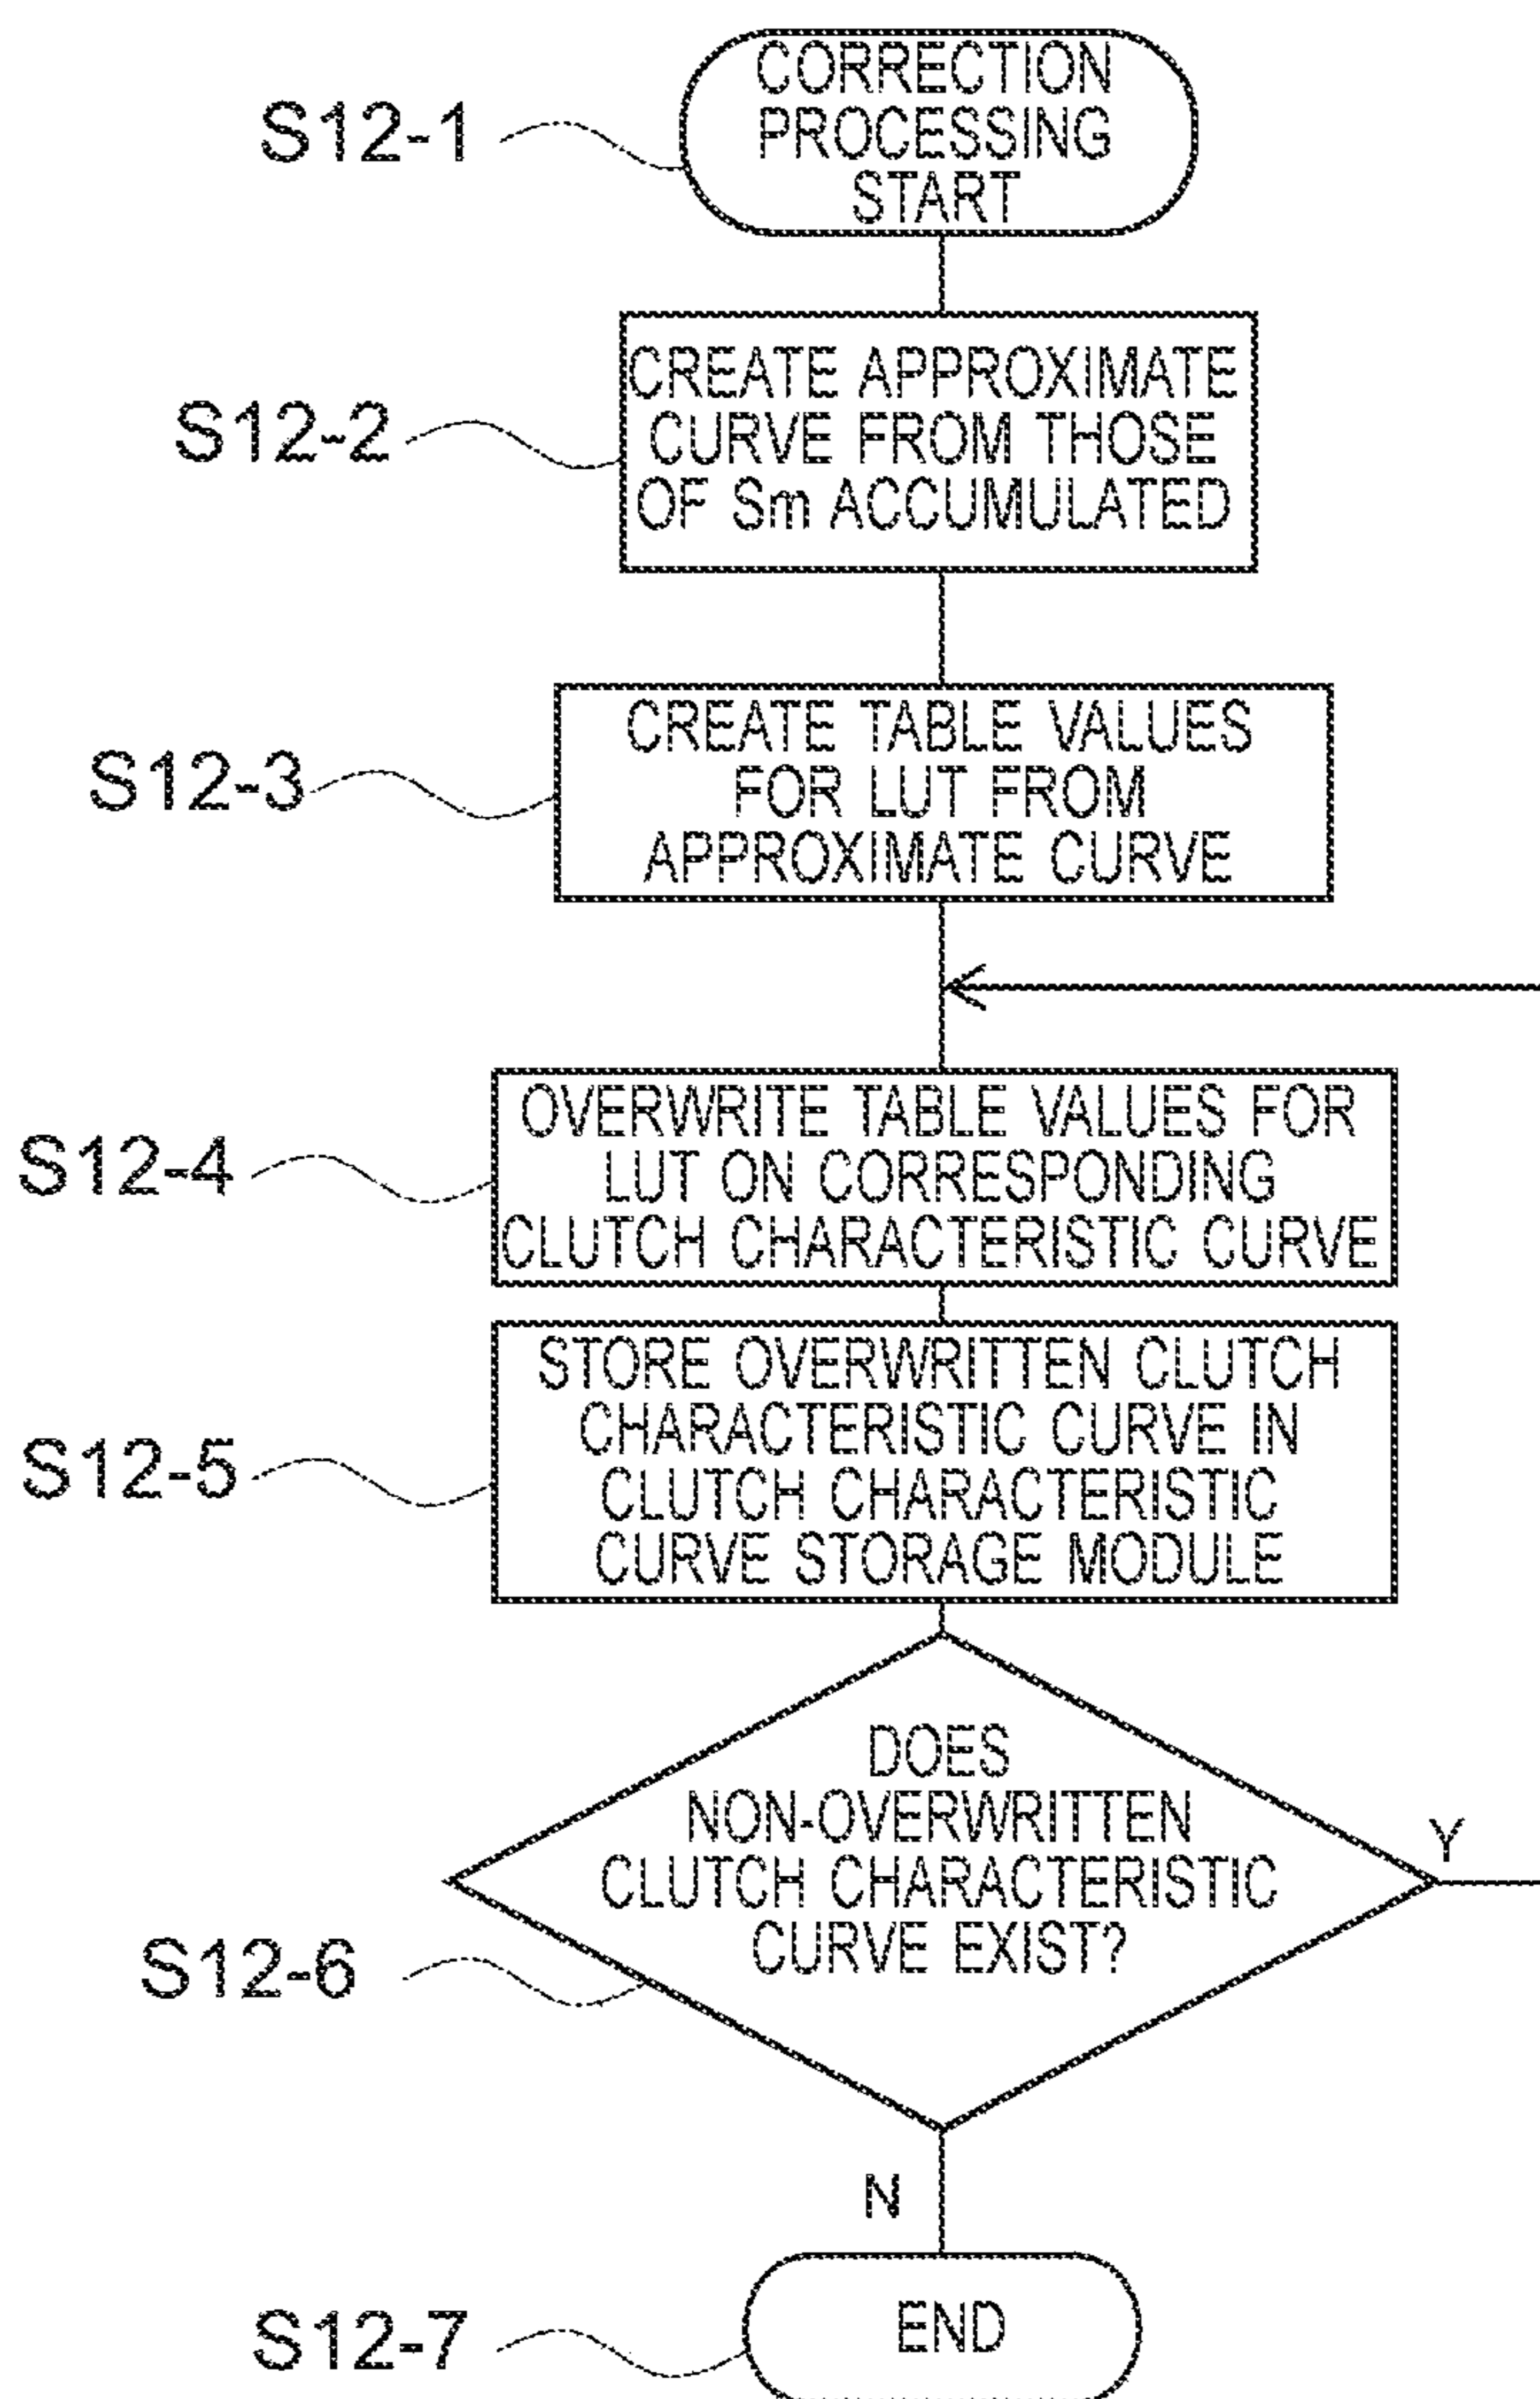 S12-1
CORRECTION
PROCESSING
START
S12-2
CREATE APPROXIMATE
CURVE FROM THOSE
OF Sm ACCUMULATED
S12-3
CREATE TABLE VALUES
FOR LUT FROM
APPROXIMATE CURVE
S12-4
OVERWRITE TABLE VALUES FOR
LUT ON CORRESPONDING
CLUTCH CHARACTERISTIC CURVE
S12-5
STORE OVERWRITTEN CLUTCH
CHARACTERISTIC CURVE IN
CLUTCH CHARACTERISTIC
CURVE STORAGE MODULE
S12-6
DOES
NON-OVERWRITTEN
CLUTCH CHARACTERISTIC
CURVE EXIST?
Y
N
S12-7
END